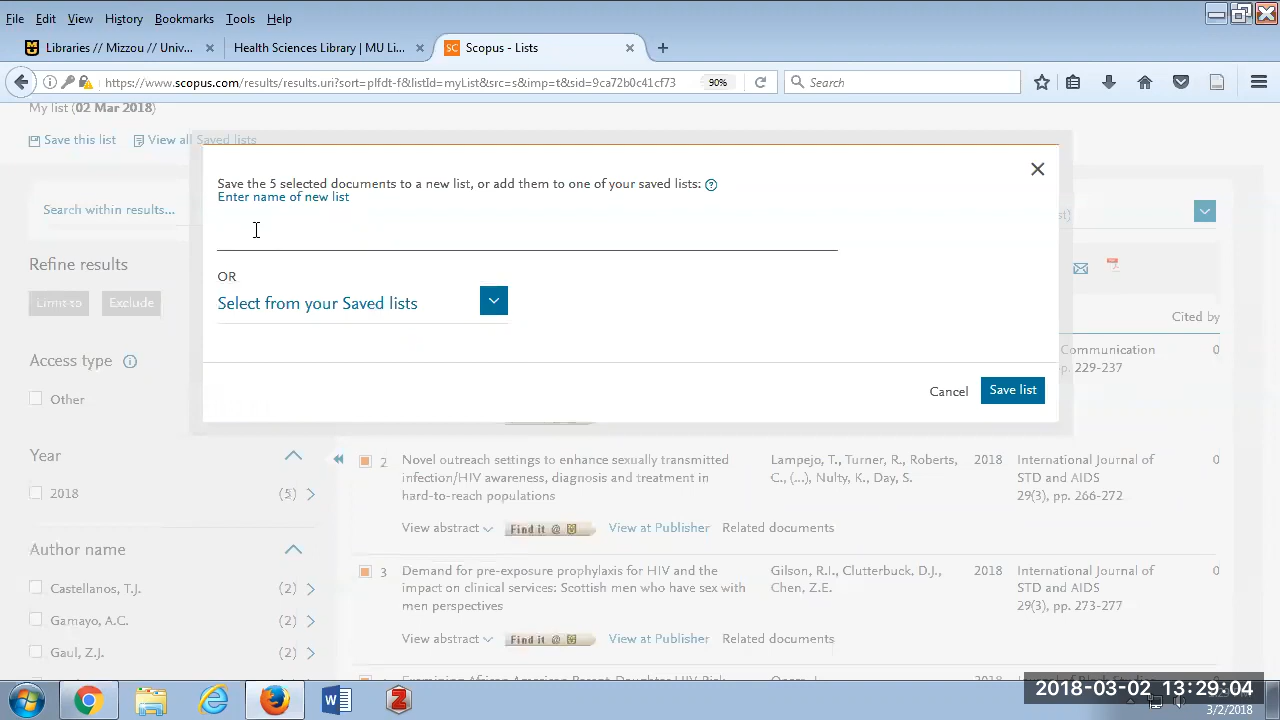 File Edit View History Bookmarks Tools Help
Libraries // Mizzou // Univ... × Health Sciences Library | MU Li... × SC Scopus - Lists ×
https://www.scopus.com/results/results.uri?sort=plfdt-f&listId=myList&src=s&imp=t&sid=9ca72b0c41cf73 90% Search
My list (02 Mar 2018)
Save this list View all Saved lists
Save the 5 selected documents to a new list, or add them to one of your saved lists:
Enter name of new list
OR
Select from your Saved lists
Cancel Save list
Search within results...
Refine results
Limit to Exclude
Access type
Other
Year
2018 (5)
Author name
Castellanos, T.J. (2)
Gamayo, A.C. (2)
Gaul, Z.J. (2)
Cited by
Communication 0
pp. 229-237
2 Novel outreach settings to enhance sexually transmitted Lampejo, T., Turner, R., Roberts, 2018 International Journal of 0
infection/HIV awareness, diagnosis and treatment in C., (...), Nulty, K., Day, S. STD and AIDS
hard-to-reach populations 29(3), pp. 266-272
View abstract Find it @ View at Publisher Related documents
3 Demand for pre-exposure prophylaxis for HIV and the Gilson, R.I., Clutterbuck, D.J., 2018 International Journal of 0
impact on clinical services: Scottish men who have sex with Chen, Z.E. STD and AIDS
men perspectives 29(3), pp. 273-277
View abstract Find it @ View at Publisher Related documents
2018-03-02 13:29:04
3/2/2018